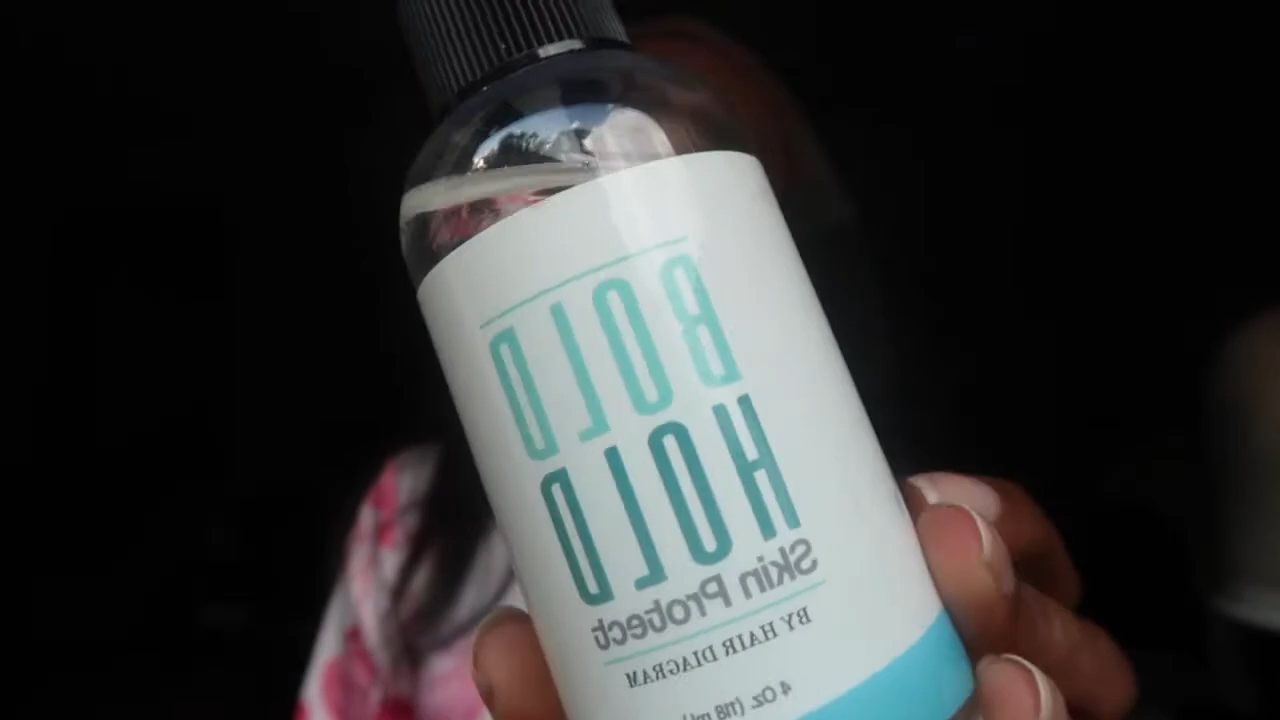 BOLD
HOLD
Skin Protect
BY HAIR DIAGRAM
4 Oz. (118 ml)